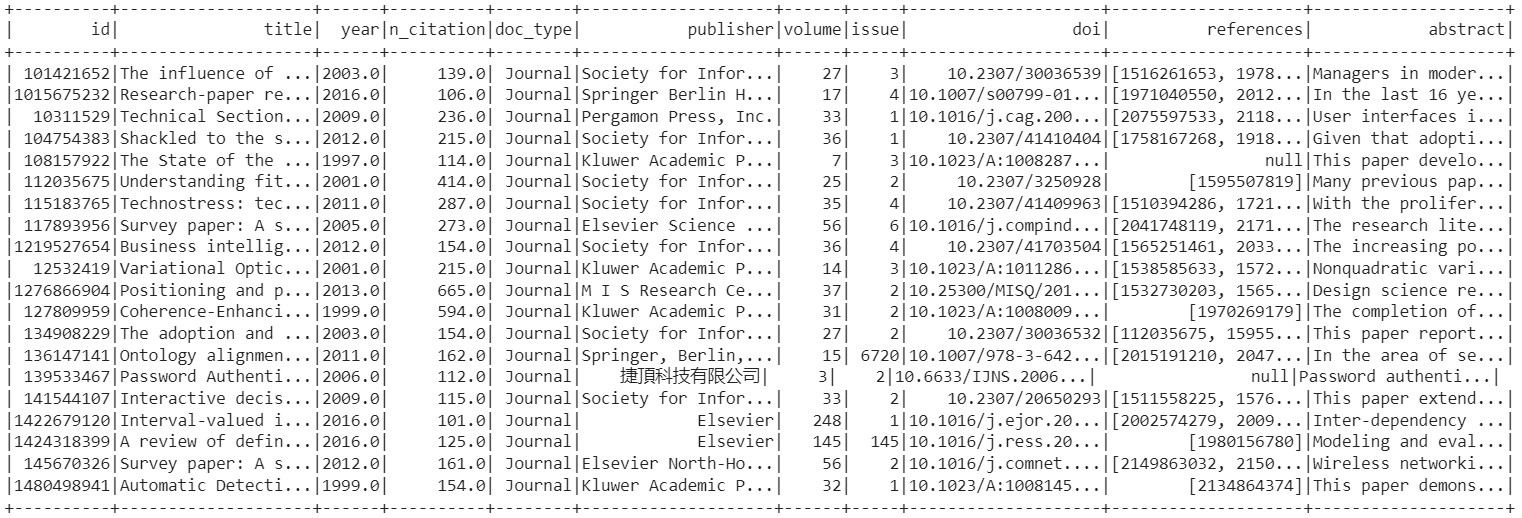 +----------+--------------------+------+----------+--------+--------------------+------+-----+--------------------+--------------------+--------------------+
|        id|               title|  year|n_citation|doc_type|           publisher|volume|issue|                 doi|          references|            abstract|
+----------+--------------------+------+----------+--------+--------------------+------+-----+--------------------+--------------------+--------------------+
| 101421652|The influence of ...|2003.0|     139.0| Journal|Society for Infor...|    27|    3|    10.2307/30036539|[1516261653, 1978...|Managers in moder...|
|1015675232|Research-paper re...|2016.0|     106.0| Journal|Springer Berlin H...|    17|    4|10.1007/s00799-01...|[1971040550, 2012...|In the last 16 ye...|
|  10311529|Technical Section...|2009.0|     236.0| Journal|Pergamon Press, Inc.|    33|    1|10.1016/j.cag.200...|[2075597533, 2118...|User interfaces i...|
| 104754383|Shackled to the s...|2012.0|     215.0| Journal|Society for Infor...|    36|    1|    10.2307/41410404|[1758167268, 1918...|Given that adopti...|
| 108157922|The State of the ...|1997.0|     114.0| Journal|Kluwer Academic P...|     7|    3|10.1023/A:1008287...|                null|This paper develo...|
| 112035675|Understanding fit...|2001.0|     414.0| Journal|Society for Infor...|    25|    2|     10.2307/3250928|        [1595507819]|Many previous pap...|
| 115183765|Technostress: tec...|2011.0|     287.0| Journal|Society for Infor...|    35|    4|    10.2307/41409963|[1510394286, 1721...|With the prolifer...|
| 117893956|Survey paper: A s...|2005.0|     273.0| Journal|Elsevier Science ...|    56|    6|10.1016/j.compind...|[2041748119, 2171...|The research lite...|
|1219527654|Business intellig...|2012.0|     154.0| Journal|Society for Infor...|    36|    4|    10.2307/41703504|[1565251461, 2033...|The increasing po...|
|  12532419|Variational Optic...|2001.0|     215.0| Journal|Kluwer Academic P...|    14|    3|10.1023/A:1011286...|[1538585633, 1572...|Nonquadratic vari...|
|1276866904|Positioning and p...|2013.0|     665.0| Journal|M I S Research Ce...|    37|    2|10.25300/MISQ/201...|[1532730203, 1565...|Design science re...|
| 127809959|Coherence-Enhanci...|1999.0|     594.0| Journal|Kluwer Academic P...|    31|    2|10.1023/A:1008009...|        [1970269179]|The completion of...|
| 134908229|The adoption and ...|2003.0|     154.0| Journal|Society for Infor...|    27|    2|    10.2307/30036532|[112035675, 15955...|This paper report...|
| 136147141|Ontology alignmen...|2011.0|     162.0| Journal|Springer, Berlin,...|    15| 6720|10.1007/978-3-642...|[2015191210, 2047...|In the area of se...|
| 139533467|Password Authenti...|2006.0|     112.0| Journal|    捷頂科技有限公司|     3|    2|10.6633/IJNS.2006...|                null|Password authenti...|
| 141544107|Interactive decis...|2009.0|     115.0| Journal|Society for Infor...|    33|    2|    10.2307/20650293|[1511558225, 1576...|This paper extend...|
|1422679120|Interval-valued i...|2016.0|     101.0| Journal|            Elsevier|   248|    1|10.1016/j.ejor.20...|[2002574279, 2009...|Inter-dependency ...|
|1424318399|A review of defin...|2016.0|     125.0| Journal|            Elsevier|   145|  145|10.1016/j.ress.20...|        [1980156780]|Modeling and eval...|
| 145670326|Survey paper: A s...|2012.0|     161.0| Journal|Elsevier North-Ho...|    56|    2|10.1016/j.comnet....|[2149863032, 2150...|Wireless networki...|
|1480498941|Automatic Detecti...|1999.0|     154.0| Journal|Kluwer Academic P...|    32|    1|10.1023/A:1008145...|        [2134864374]|This paper demons...|
+----------+--------------------+------+----------+--------+--------------------+------+-----+--------------------+--------------------+--------------------+